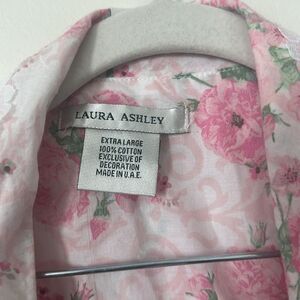 LAURA ASHLEY
EXTRA LARGE
100% COTTON
EXCLUSIVE OF
DECORATION
MADE IN U.A.E.